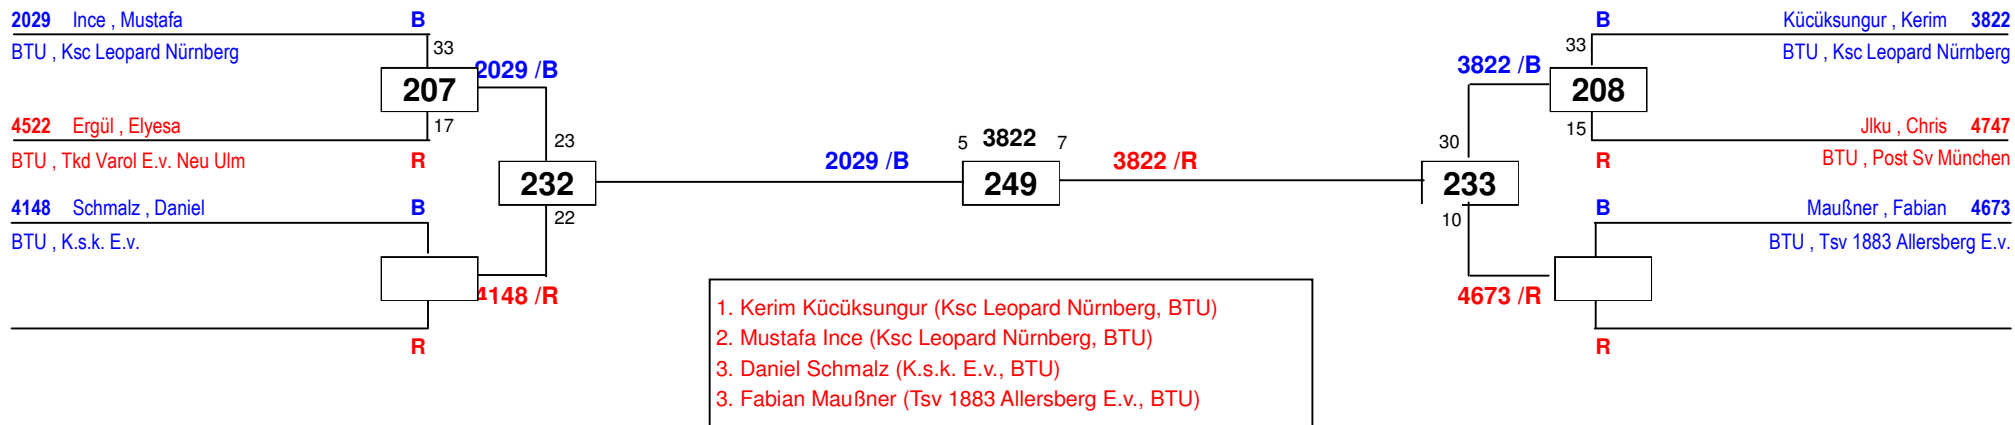 2029 Ince , Mustafa B
BTU , Ksc Leopard Nürnberg
33
207
2029 /B
17
4522 Ergül , Elyesa
BTU , Tkd Varol E.v. Neu Ulm R
23
232
22
4148 Schmalz , Daniel B
BTU , K.s.k. E.v.
4148 /R
R
2029 /B
5 3822 7
249
3822 /R
B Kücüksungur , Kerim 3822
BTU , Ksc Leopard Nürnberg
33
3822 /B
208
15
Jlku , Chris 4747
R BTU , Post Sv München
30
233
10
B Maußner , Fabian 4673
BTU , Tsv 1883 Allersberg E.v.
4673 /R
R
1. Kerim Kücüksungur (Ksc Leopard Nürnberg, BTU)
2. Mustafa Ince (Ksc Leopard Nürnberg, BTU)
3. Daniel Schmalz (K.s.k. E.v., BTU)
3. Fabian Maußner (Tsv 1883 Allersberg E.v., BTU)